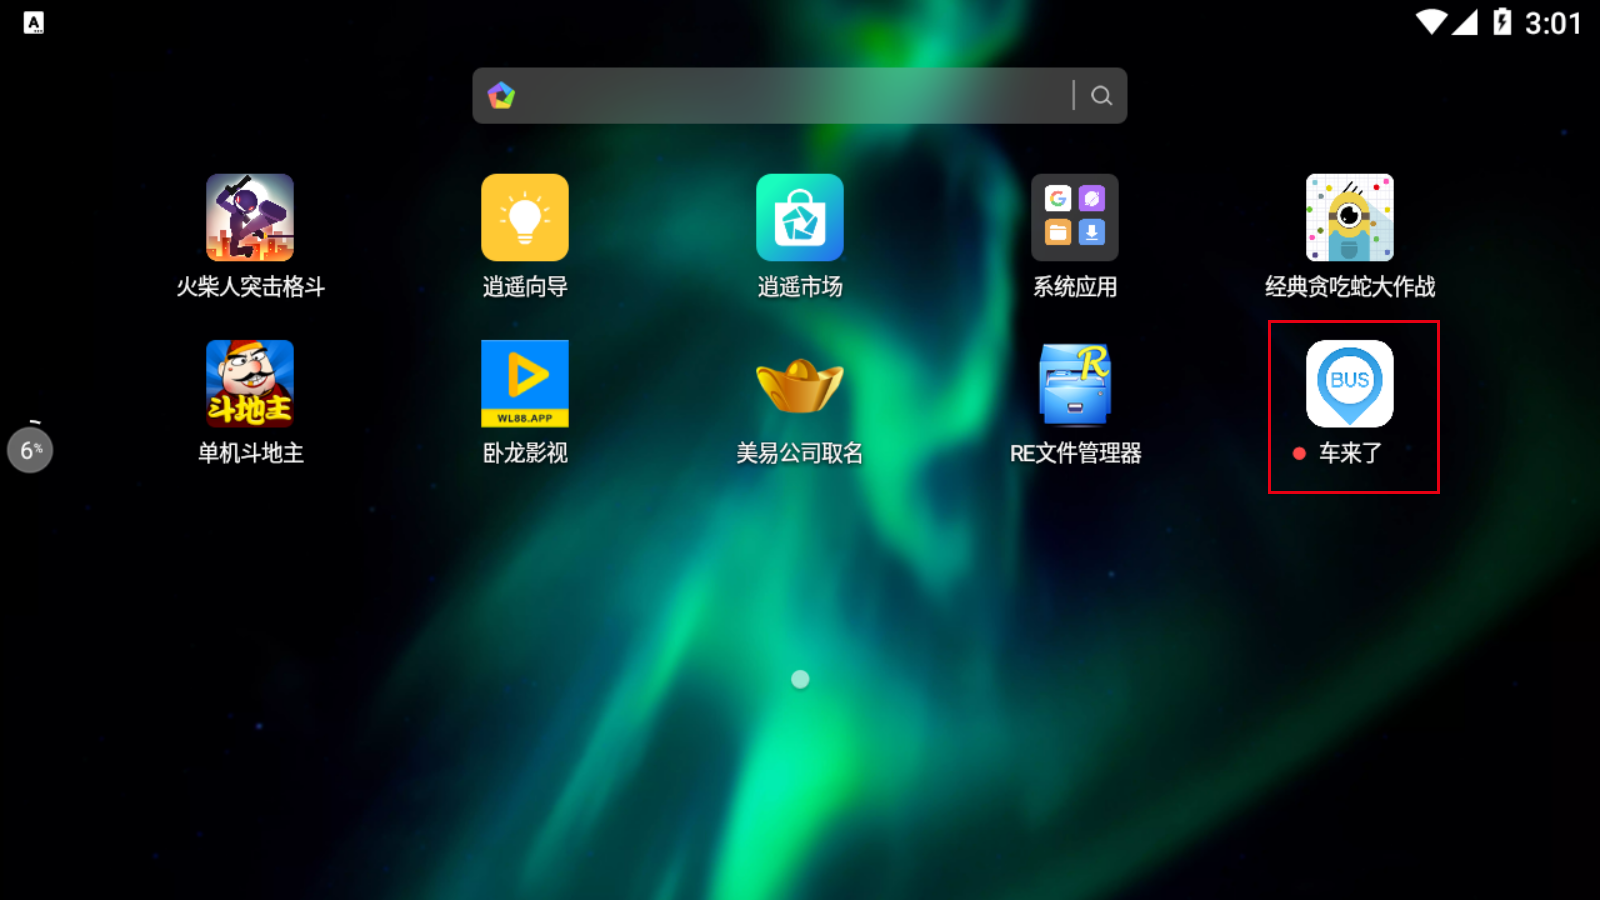 A
3:01
火柴人突击格斗
逍遥向导
逍遥市场
G
系统应用
经典贪吃蛇大作战
斗地主
单机斗地主
WL88.APP
卧龙影视
美易公司取名
R
RE文件管理器
BUS
车来了
6%